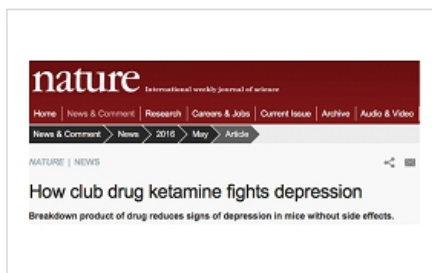 nature International weekly journal of science
Home | News & Comment | Research | Careers & Jobs | Current Issue | Archive | Audio & Video
News & Comment News 2016 May Article
NATURE | NEWS
How club drug ketamine fights depression
Breakdown product of drug reduces signs of depression in mice without side effects.